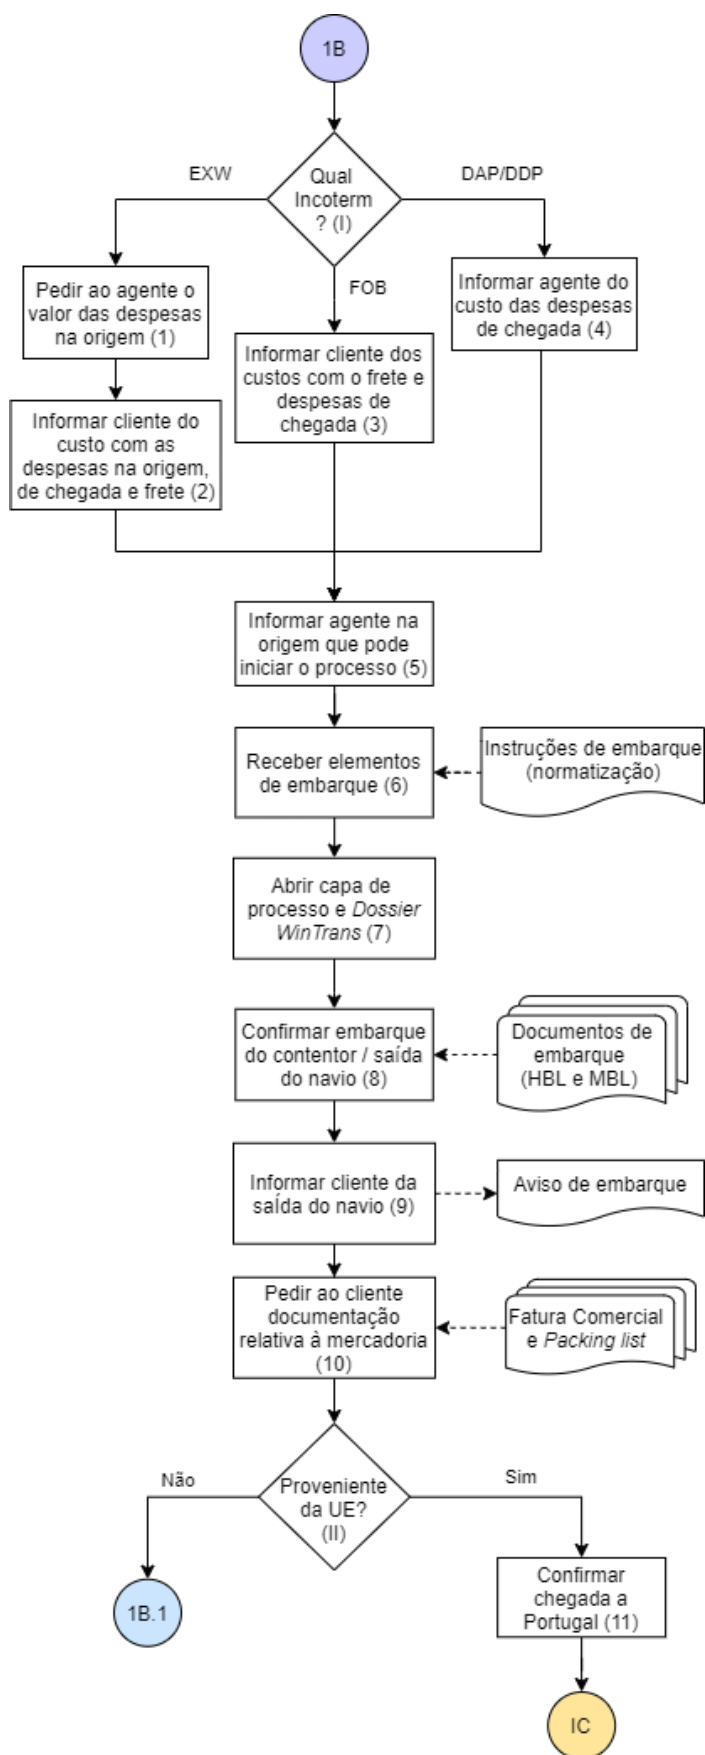 1B
Qual
Incoterm
? (I)
EXW
DAP/DDP
FOB
Pedir ao agente o
valor das despesas
na origem (1)
Informar cliente do
custo com as
despesas na origem,
de chegada e frete (2)
Informar cliente dos
custos com o frete e
despesas de
chegada (3)
Informar agente do
custo das despesas
de chegada (4)
Informar agente na
origem que pode
iniciar o processo (5)
Receber elementos
de embarque (6)
Instruções de embarque
(normatização)
Abrir capa de
processo e Dossier
WinTrans (7)
Confirmar embarque
do contentor / saída
do navio (8)
Documentos de
embarque
(HBL e MBL)
Informar cliente da
saída do navio (9)
Aviso de embarque
Pedir ao cliente
documentação
relativa à mercadoria
(10)
Fatura Comercial
e Packing list
Proveniente
da UE?
(II)
Não
Sim
1B.1
Confirmar
chegada a
Portugal (11)
IC